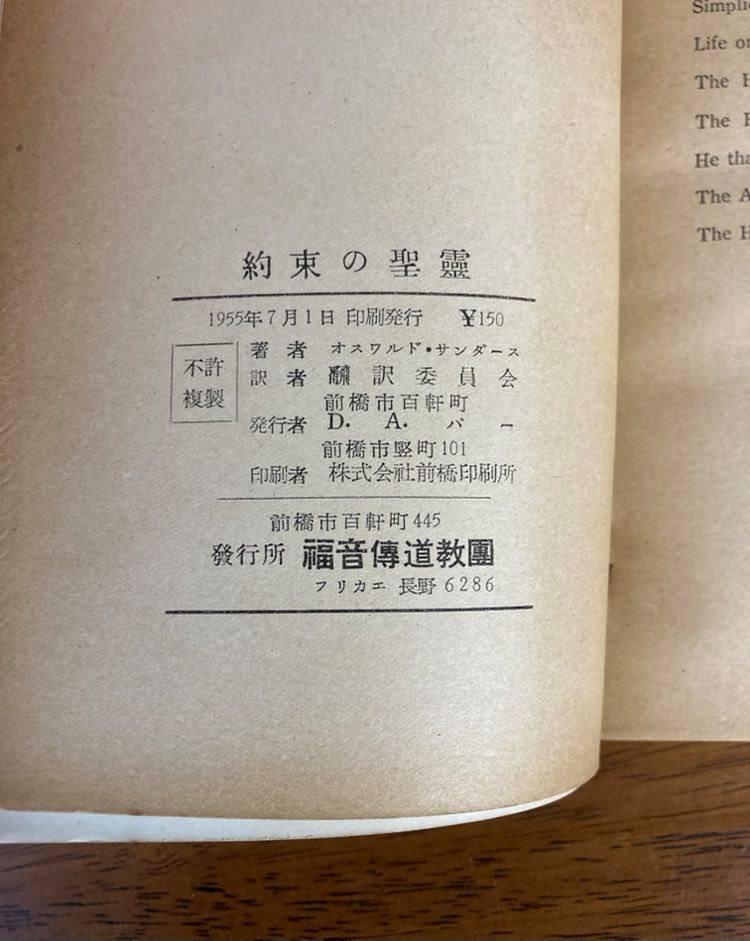 約束の聖靈
1955年7月1日 印刷発行 ¥150
不許
複製
著者 オスワルド・サンダース
訳者 飜訳委員会
前橋市百軒町
発行者 D. A. パー
前橋市竪町101
印刷者 株式会社前橋印刷所
前橋市百軒町445
發行所 福音傳道教團
フリカエ 長野 6286
Life
The
The
He
The
The